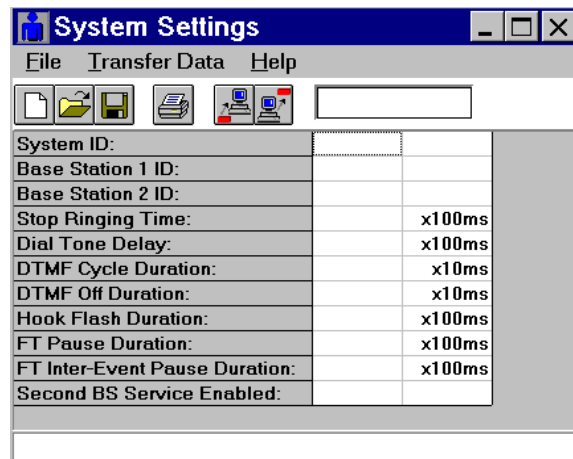 System Settings
File Transfer Data Help
System ID:
Base Station 1 ID:
Base Station 2 ID:
Stop Ringing Time: x100ms
Dial Tone Delay: x100ms
DTMF Cycle Duration: x10ms
DTMF Off Duration: x10ms
Hook Flash Duration: x100ms
FT Pause Duration: x100ms
FT Inter-Event Pause Duration: x100ms
Second BS Service Enabled: